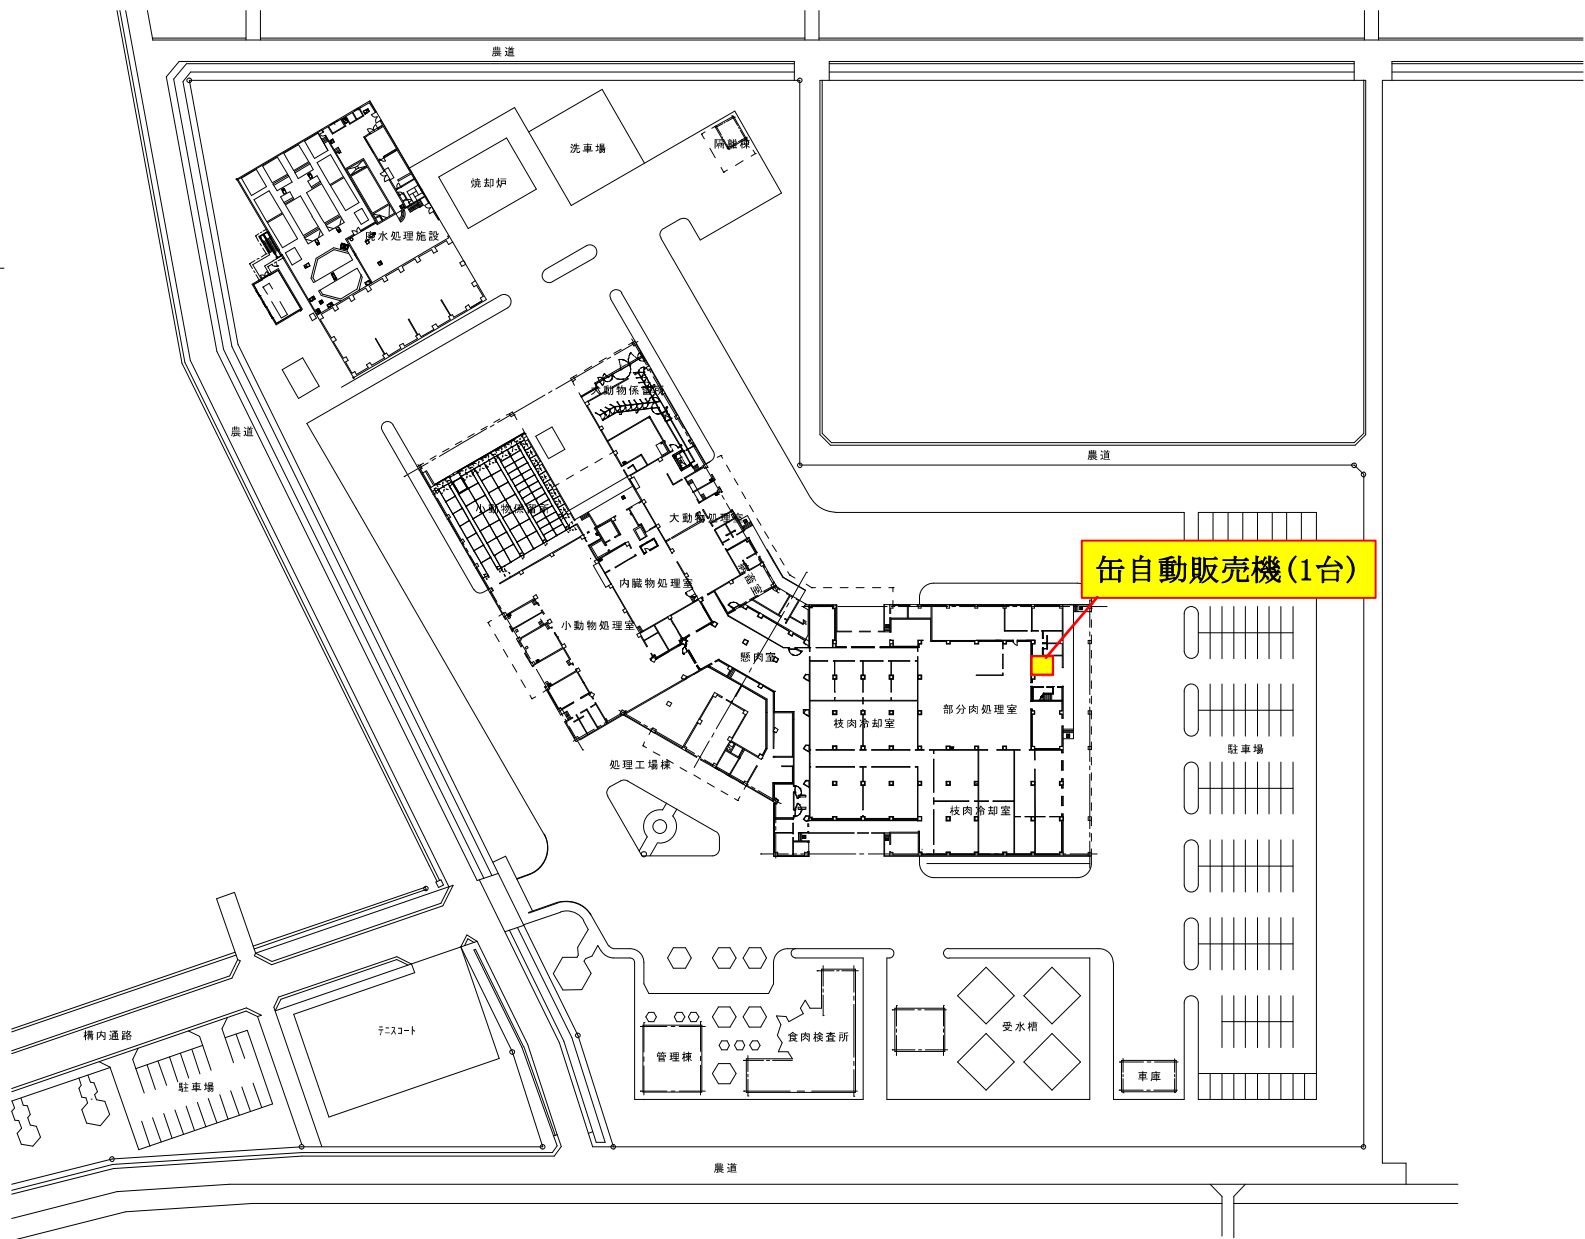 農道
洗車場
隔離棟
焼却炉
廃水処理施設
大動物係留所
農道
農道
小動物係留所
大動物処理室
缶自動販売機(1台)
内臓物処理室
小動物処理室
懸肉室
部分肉処理室
枝肉冷却室
駐車場
処理工場棟
枝肉冷却室
受水槽
テニスコート
構内通路
食肉検査所
管理棟
車庫
駐車場
農道